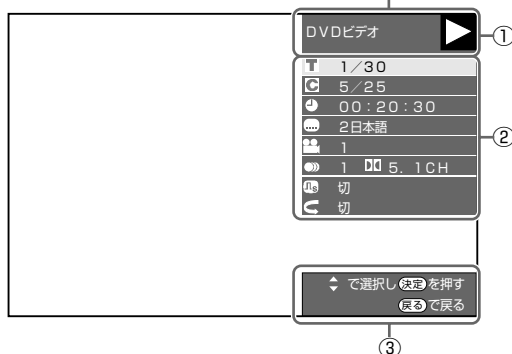 DVDビデオ
①
T 1/30
C 5/25
00:20:30
2日本語
②
1
1 DD 5.1CH
切
切
で選択し 決定 を押す
戻る で戻る
③